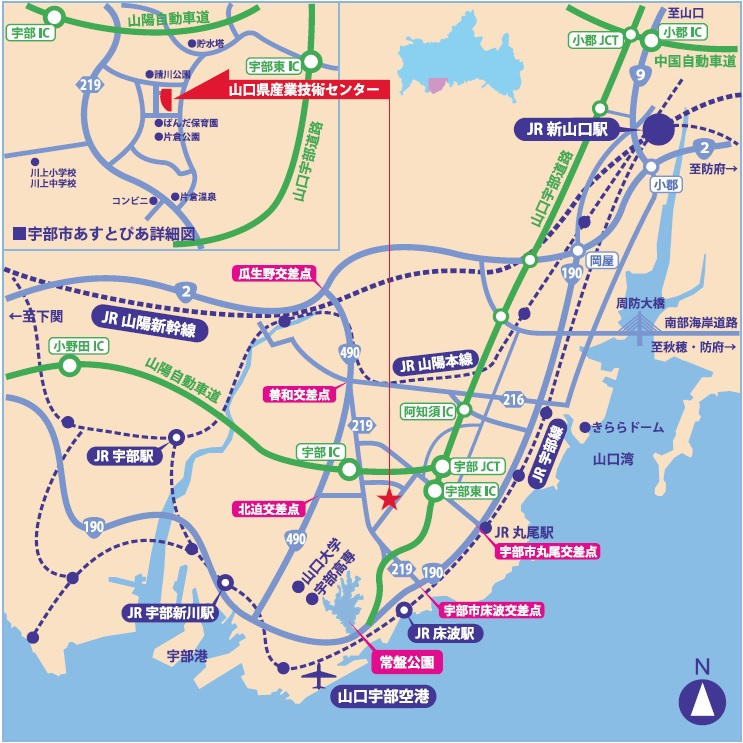 山陽自動車道
宇部IC
貯水塔
宇部東IC
219
請川公園
山口県産業技術センター
ぱんだ保育園
片倉公園
山口宇部道路
川上小学校
川上中学校
コンビニ
片倉温泉
■宇部市あすとぴあ詳細図
至山口
小郡JCT
小郡IC
中国自動車道
9
JR 新山口駅
2
至防府→
小郡
山口宇部道路
岡屋
190
瓜生野交差点
2
周防大橋
←至下関
JR 山陽新幹線
南部海岸道路
至秋穂・防府→
小野田IC
490
JR 山陽本線
山陽自動車道
善和交差点
216
阿知須IC
219
きららドーム
JR 宇部線
山口湾
JR 宇部駅
宇部IC
宇部JCT
宇部東IC
北迫交差点
190
490
JR 丸尾駅
宇部市丸尾交差点
山口大学
宇部高専
219
190
JR 宇部新川駅
宇部市床波交差点
JR 床波駅
宇部港
常盤公園
山口宇部空港
N